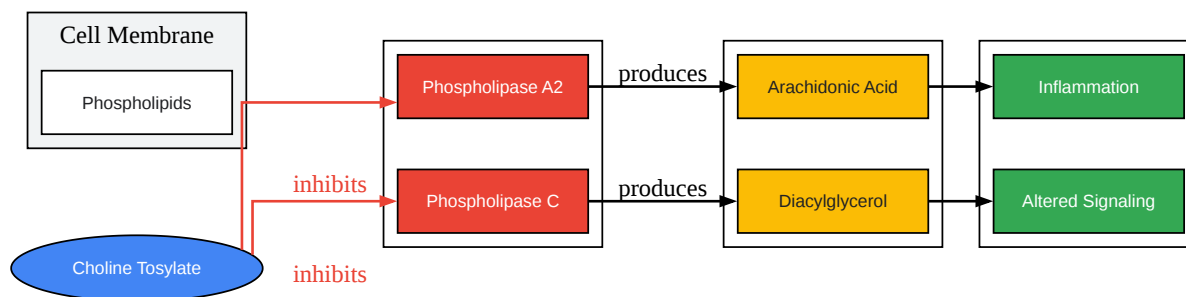 Cell Membrane
Phospholipids
Phospholipase A2
produces
Arachidonic Acid
Inflammation
inhibits
Phospholipase C
produces
Diacylglycerol
Altered Signaling
Choline Tosylate
inhibits